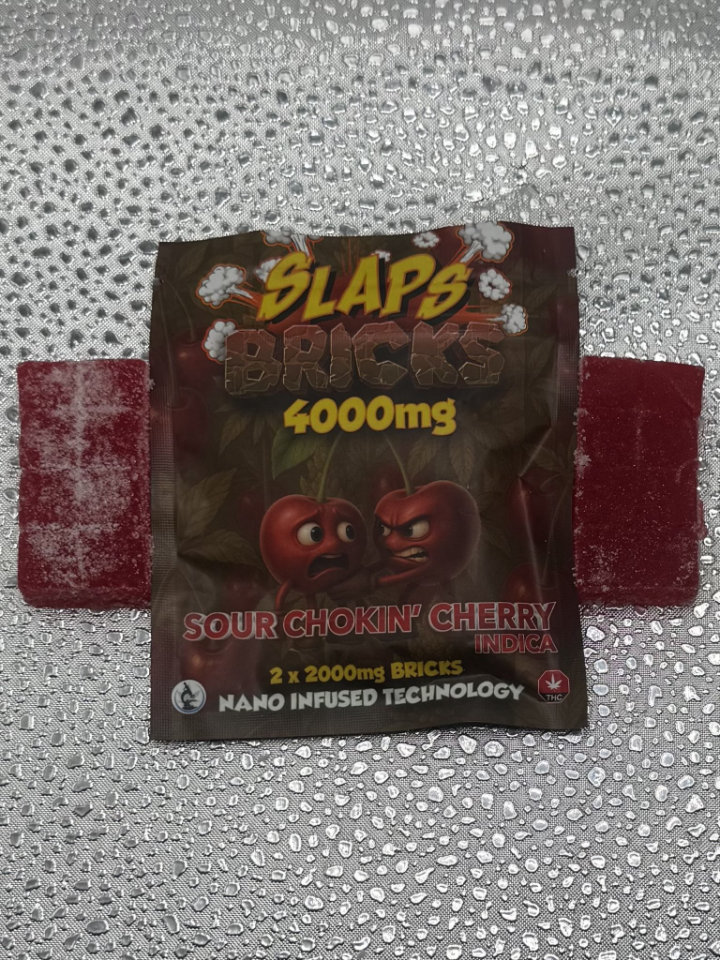 SLAPS
BRICKS
4000mg
SOUR CHOKIN' CHERRY
INDICA
2 x 2000mg BRICKS
NANO INFUSED TECHNOLOGY
THC